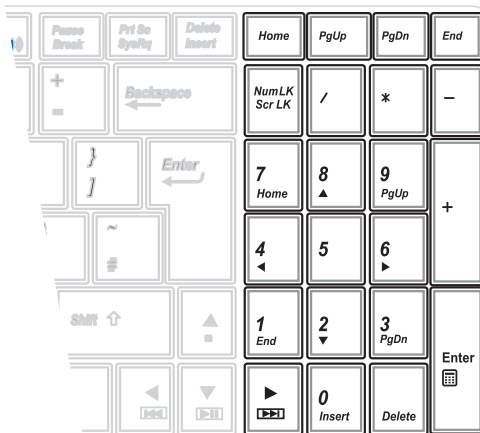 Pause
Break
Prt Sc
SysRq
Delete
Insert
Home
PgUp
PgDn
End
+
=
Backspace
NumLK
Scr LK
/
*
-
}
]
Enter
7
Home
8
9
PgUp
+
~
#
4
5
6
Shift
1
End
2
3
PgDn
Enter
0
Insert
Delete